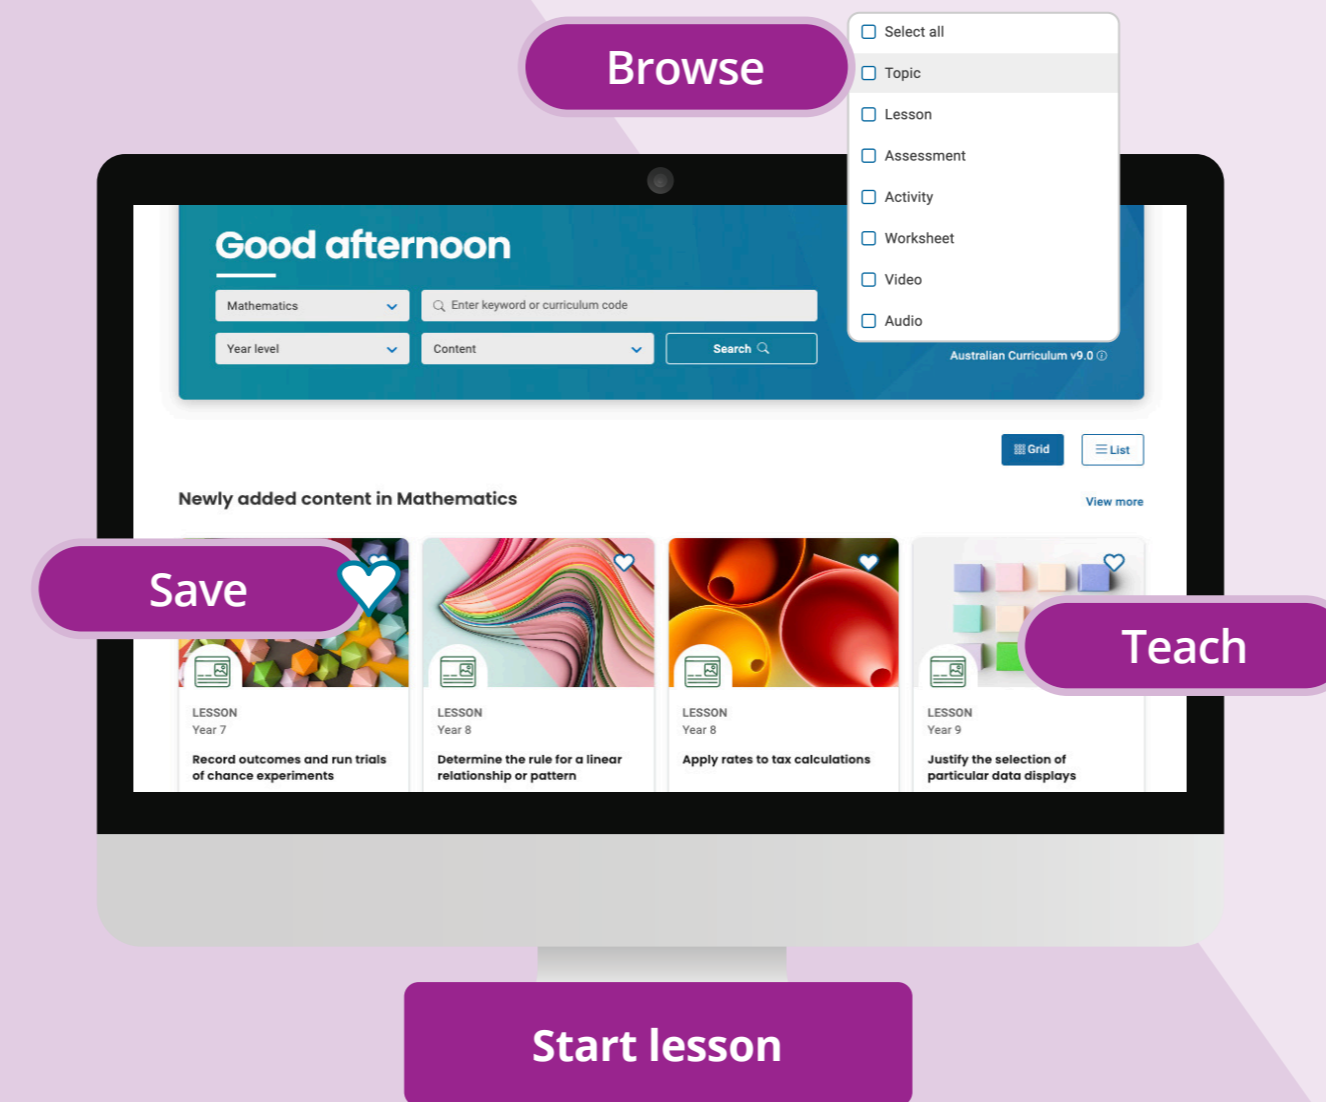 Browse
Select all
Topic
Lesson
Assessment
Activity
Worksheet
Video
Audio
Good afternoon
Mathematics
Enter keyword or curriculum code
Year level
Content
Search
Australian Curriculum v9.0
Grid
List
Newly added content in Mathematics
View more
Save
Teach
LESSON
Year 7
Record outcomes and run trials
of chance experiments
LESSON
Year 8
Determine the rule for a linear
relationship or pattern
LESSON
Year 8
Apply rates to tax calculations
LESSON
Year 9
Justify the selection of
particular data displays
Start lesson